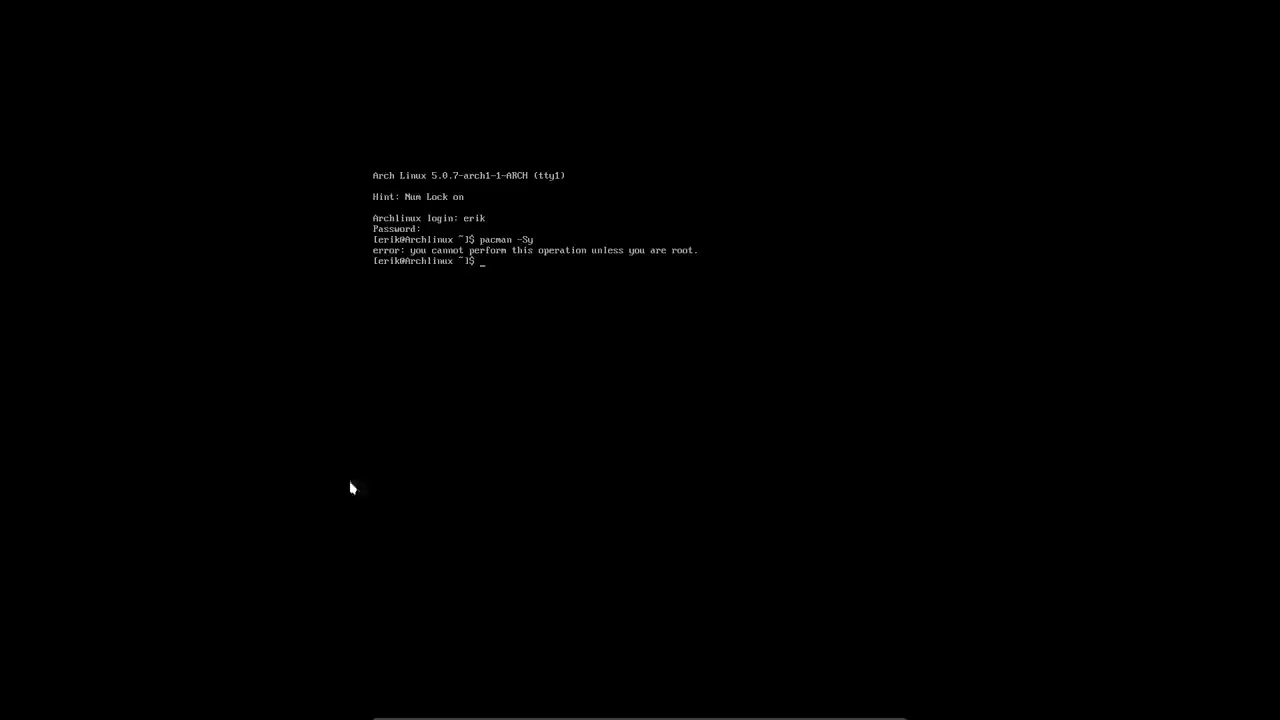 Arch Linux 5.0.7-arch1-1-ARCH (tty1)
Hint: Num Lock on
Archlinux login: erik
Password:
[erik@Archlinux ~]$ pacman -Sy
error: you cannot perform this operation unless you are root.
[erik@Archlinux ~]$ _